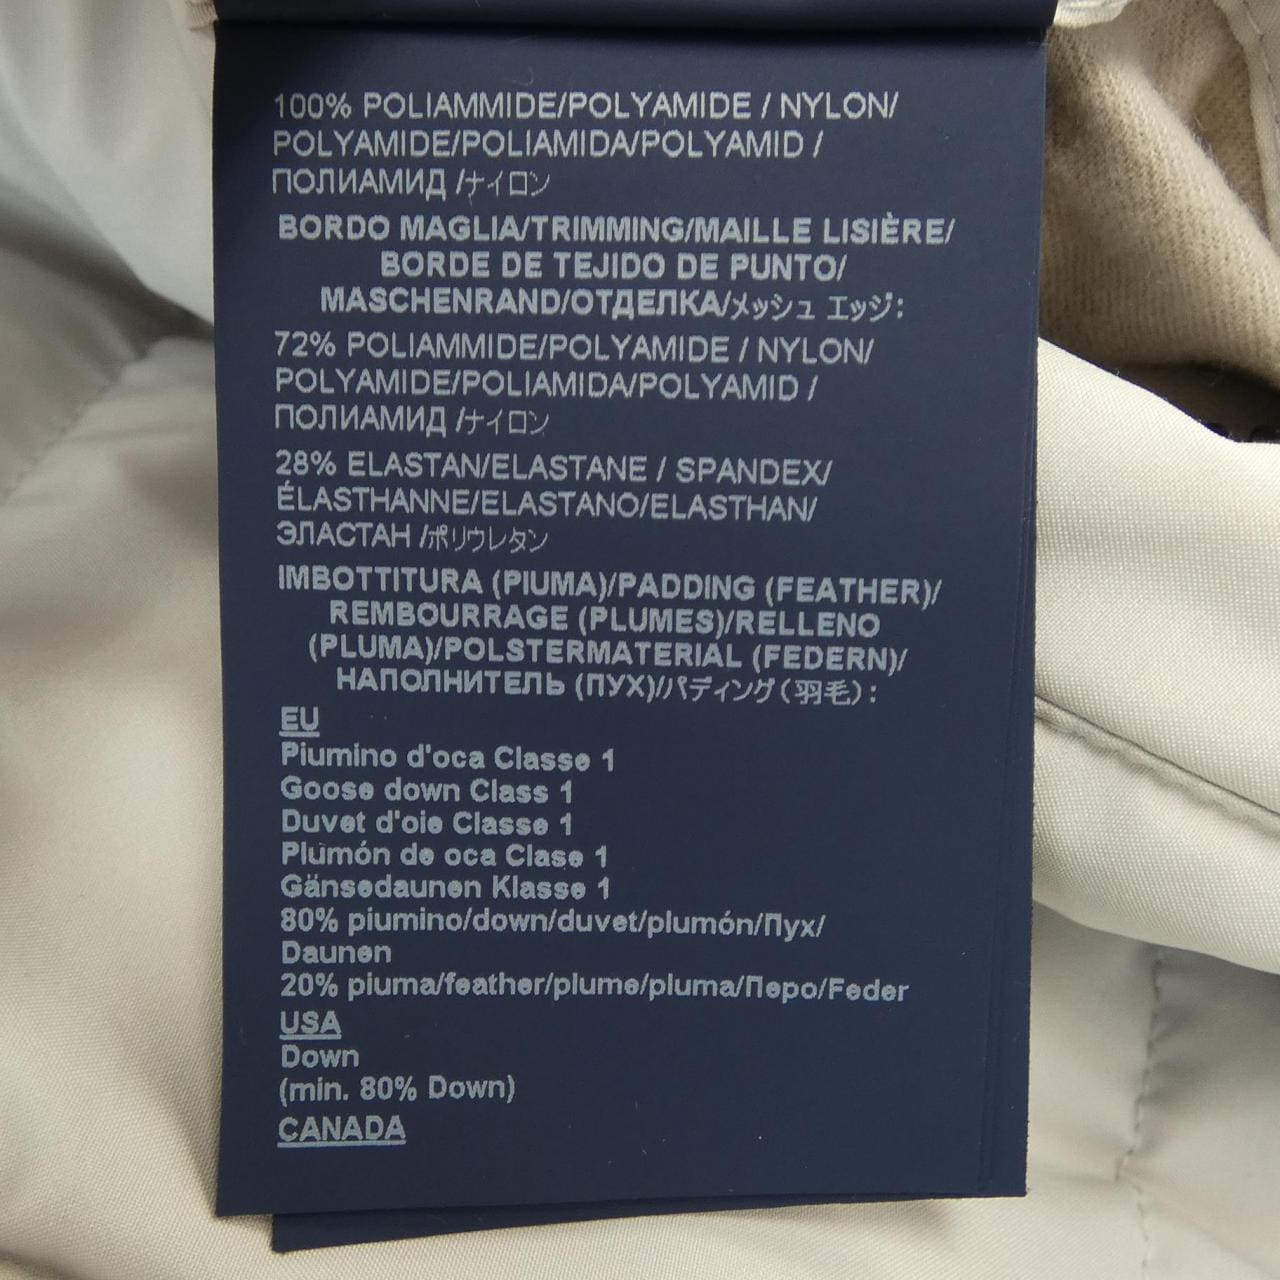 100% POLIAMMIDE/POLYAMIDE / NYLON/
POLYAMIDE/POLIAMIDA/POLYAMID /
ПОЛИАМИД /ナイロン
BORDO MAGLIA/TRIMMING/MAILLE LISIÈRE/
BORDE DE TEJIDO DE PUNTO/
MASCHENRAND/ОТДЕЛКА/メッシュ エッジ:
72% POLIAMMIDE/POLYAMIDE / NYLON/
POLYAMIDE/POLIAMIDA/POLYAMID /
ПОЛИАМИД /ナイロン
28% ELASTAN/ELASTANE / SPANDEX/
ÉLASTHANNE/ELASTANO/ELASTHAN/
ЭЛАСТАН /ポリウレタン
IMBOTTITURA (PIUMA)/PADDING (FEATHER)/
REMBOURRAGE (PLUMES)/RELLENO
(PLUMA)/POLSTERMATERIAL (FEDERN)/
НАПОЛНИТЕЛЬ (ПУХ)/パディング(羽毛):
EU
Piumino d'oca Classe 1
Goose down Class 1
Duvet d'oie Classe 1
Plumón de oca Clase 1
Gänsedaunen Klasse 1
80% piumino/down/duvet/plumón/Пух/
Daunen
20% piuma/feather/plume/pluma/Перо/Feder
USA
Down
(min. 80% Down)
CANADA